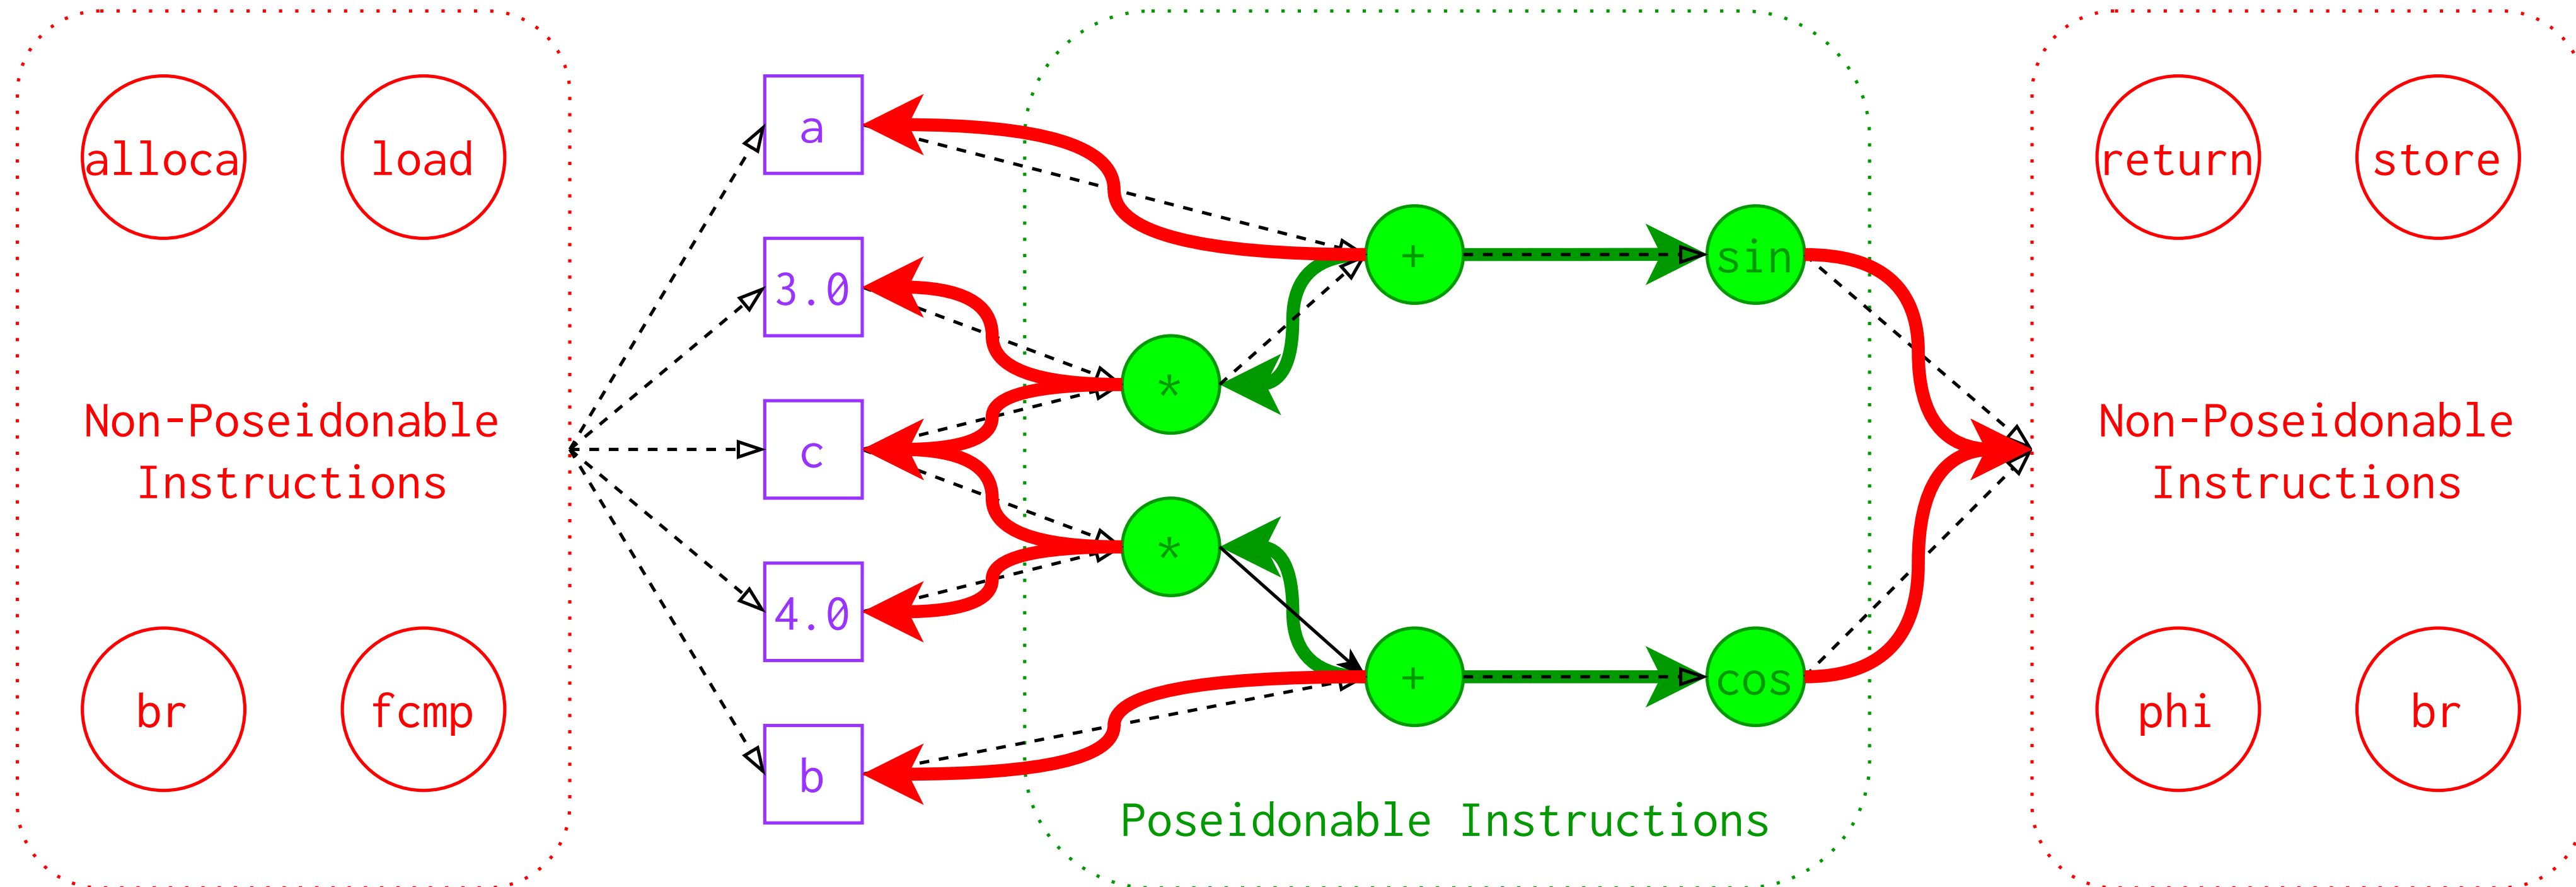 alloca
load
Non-Poseidonable
Instructions
br
fcmp
a
3.0
c
4.0
b
+
sin
*
*
+
cos
Poseidonable Instructions
return
store
Non-Poseidonable
Instructions
phi
br